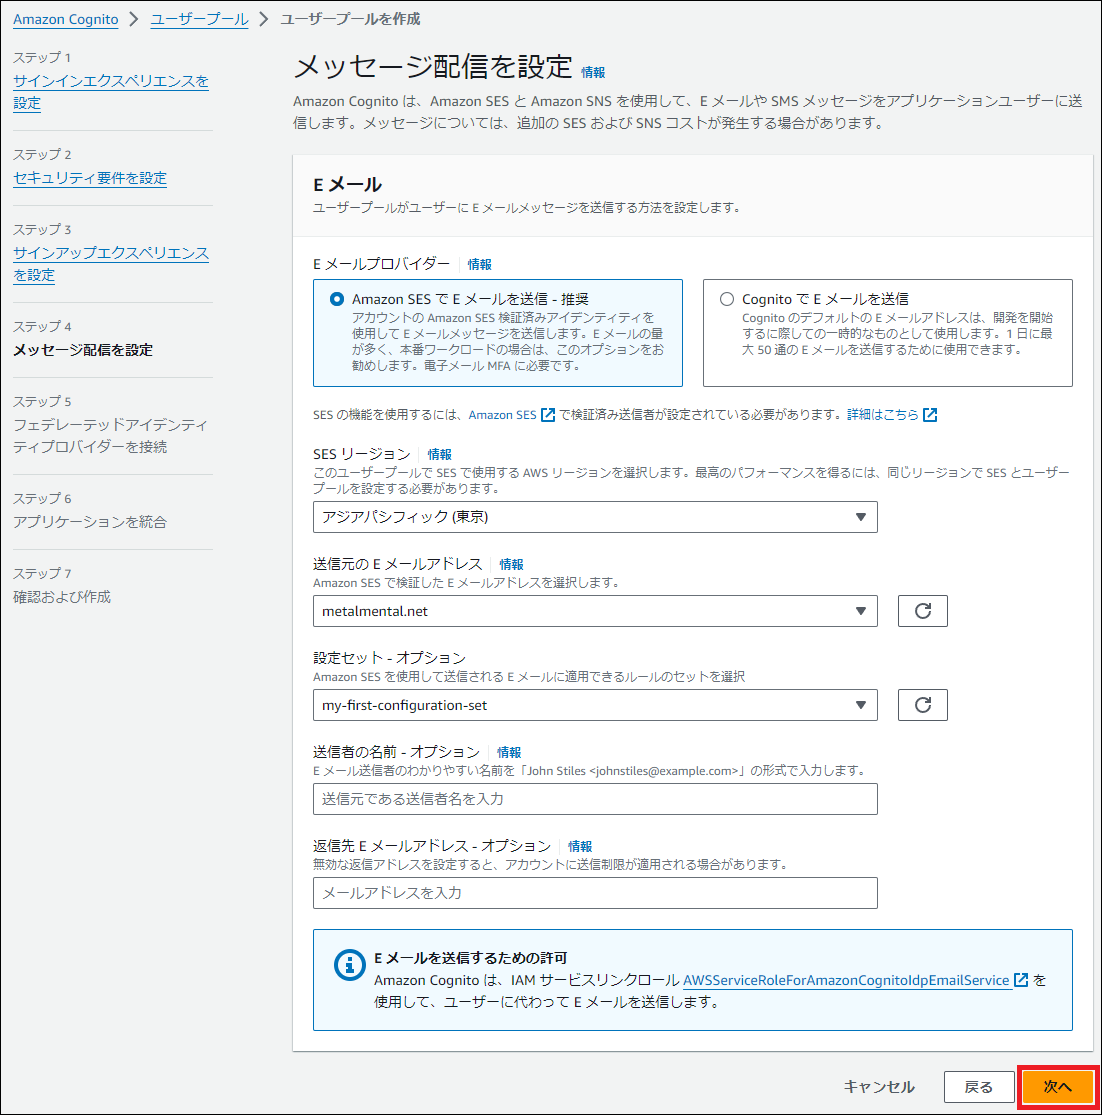 Amazon Cognito > ユーザープール > ユーザープールを作成
ステップ 1
サインインエクスペリエンスを
設定
ステップ 2
セキュリティ要件を設定
ステップ 3
サインアップエクスペリエンス
を設定
ステップ 4
メッセージ配信を設定
ステップ 5
フェデレーテッドアイデンティ
ティプロバイダーを接続
ステップ 6
アプリケーションを統合
ステップ 7
確認および作成
メッセージ配信を設定 情報
Amazon Cognito は、Amazon SES と Amazon SNS を使用して、E メールや SMS メッセージをアプリケーションユーザーに送
信します。メッセージについては、追加の SES および SNS コストが発生する場合があります。
E メール
ユーザープールがユーザーに E メールメッセージを送信する方法を設定します。
E メールプロバイダー 情報
Amazon SES で E メールを送信 - 推奨
アカウントの Amazon SES 検証済みアイデンティティを
使用して E メールメッセージを送信します。E メールの量
が多く、本番ワークロードの場合は、このオプションをお
勧めします。電子メール MFA に必要です。
Cognito で E メールを送信
Cognito のデフォルトの E メールアドレスは、開発を開始
するに際しての一時的なものとして使用します。1 日に最
大 50 通の E メールを送信するために使用できます。
SES の機能を使用するには、Amazon SES で検証済み送信者が設定されている必要があります。詳細はこちら
SES リージョン 情報
このユーザープールで SES で使用する AWS リージョンを選択します。最高のパフォーマンスを得るには、同じリージョンで SES とユーザー
プールを設定する必要があります。
アジアパシフィック (東京)
送信元の E メールアドレス 情報
Amazon SES で検証した E メールアドレスを選択します。
metalmental.net
設定セット - オプション
Amazon SES を使用して送信される E メールに適用できるルールのセットを選択
my-first-configuration-set
送信者の名前 - オプション 情報
E メール送信者のわかりやすい名前を「John Stiles <johnstiles@example.com>」の形式で入力します。
送信元である送信者名を入力
返信先 E メールアドレス - オプション 情報
無効な返信アドレスを設定すると、アカウントに送信制限が適用される場合があります。
メールアドレスを入力
E メールを送信するための許可
Amazon Cognito は、IAM サービスリンクロール AWSServiceRoleForAmazonCognitoIdpEmailService を
使用して、ユーザーに代わって E メールを送信します。
キャンセル 戻る 次へ